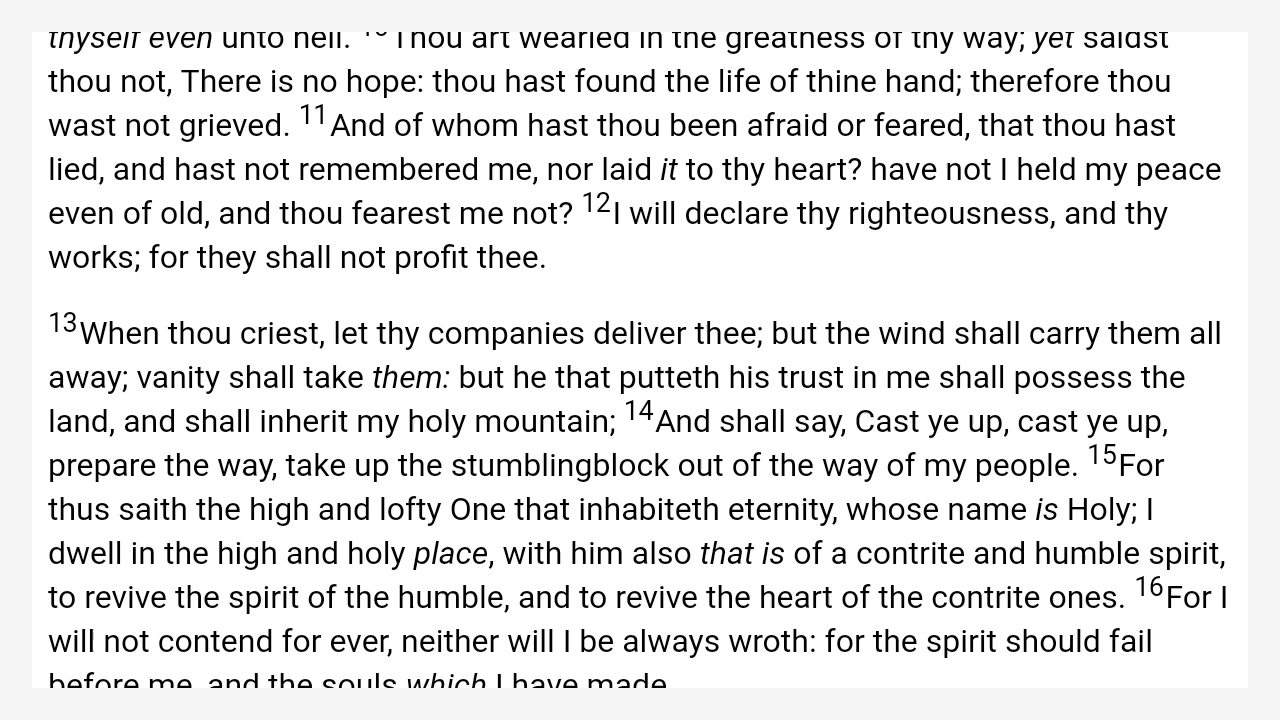 thyself even unto hell. 10Thou art wearied in the greatness of thy way; yet saidst
thou not, There is no hope: thou hast found the life of thine hand; therefore thou
wast not grieved. 11And of whom hast thou been afraid or feared, that thou hast
lied, and hast not remembered me, nor laid it to thy heart? have not I held my peace
even of old, and thou fearest me not? 12I will declare thy righteousness, and thy
works; for they shall not profit thee.
13When thou criest, let thy companies deliver thee; but the wind shall carry them all
away; vanity shall take them: but he that putteth his trust in me shall possess the
land, and shall inherit my holy mountain; 14And shall say, Cast ye up, cast ye up,
prepare the way, take up the stumblingblock out of the way of my people. 15For
thus saith the high and lofty One that inhabiteth eternity, whose name is Holy; I
dwell in the high and holy place, with him also that is of a contrite and humble spirit,
to revive the spirit of the humble, and to revive the heart of the contrite ones. 16For I
will not contend for ever, neither will I be always wroth: for the spirit should fail
before me, and the souls which I have made.